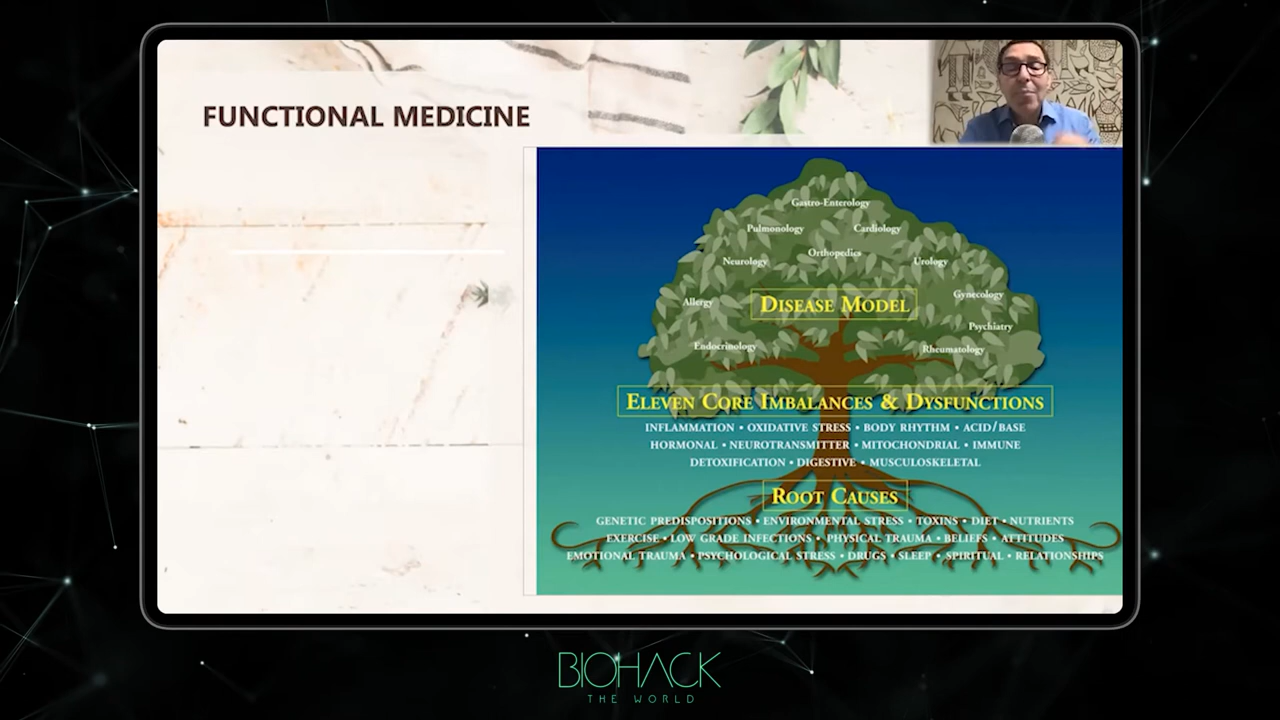 FUNCTIONAL MEDICINE
Gastro-Enterology
Pulmonology
Cardiology
Orthopedics
Neurology
Urology
Allergy
Gynecology
DISEASE MODEL
Psychiatry
Endocrinology
Rheumatology
ELEVEN CORE IMBALANCES & DYSFUNCTIONS
INFLAMMATION • OXIDATIVE STRESS • BODY RHYTHM • ACID/BASE
HORMONAL • NEUROTRANSMITTER • MITOCHONDRIAL • IMMUNE
DETOXIFICATION • DIGESTIVE • MUSCULOSKELETAL
ROOT CAUSES
GENETIC PREDISPOSITIONS • ENVIRONMENTAL STRESS • TOXINS • DIET • NUTRIENTS
EXERCISE • LOW GRADE INFECTIONS • PHYSICAL TRAUMA • BELIEFS • ATTITUDES
EMOTIONAL TRAUMA • PSYCHOLOGICAL STRESS • DRUGS • SLEEP • SPIRITUAL • RELATIONSHIPS
BIOHACK
THE WORLD